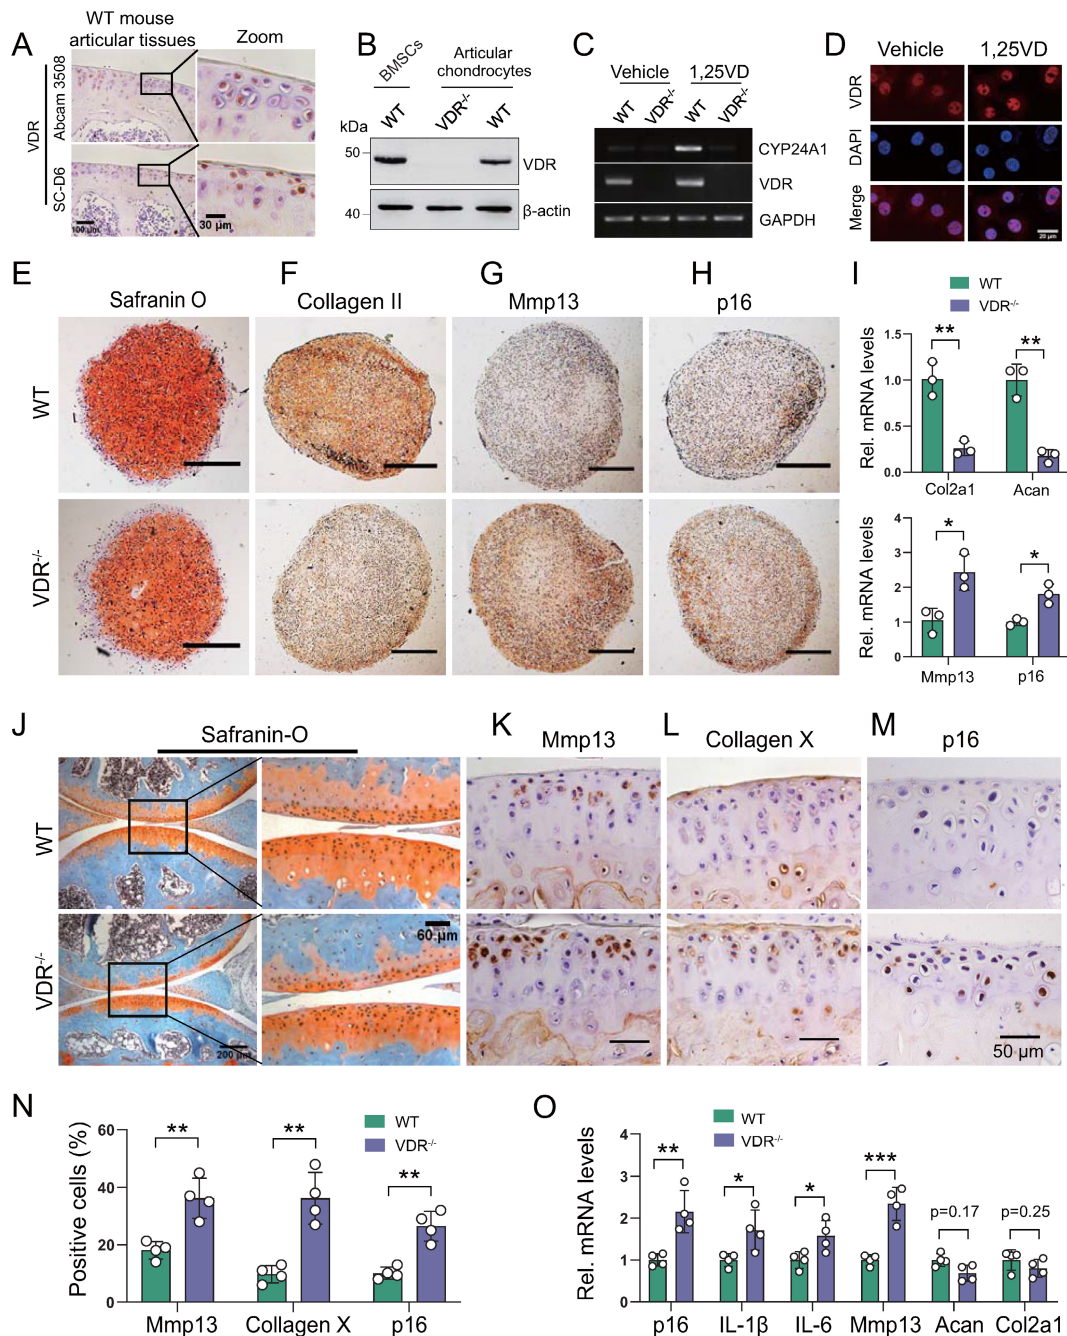 A
WT mouse
articular tissues
Zoom
VDR
Abcam 3508
SC-D6
100 µm
30 µm
B
BMSCs
Articular
chondrocytes
WT
VDR-/-
WT
kDa
50
VDR
40
β-actin
C
Vehicle
1,25VD
WT
VDR-/-
WT
VDR-/-
CYP24A1
VDR
GAPDH
D
Vehicle
1,25VD
VDR
DAPI
Merge
20 µm
E
Safranin O
F
Collagen II
G
Mmp13
H
p16
WT
VDR-/-
I
WT
VDR-/-
Rel. mRNA levels
1.5
1.0
0.5
0.0
**
**
Col2a1
Acan
Rel. mRNA levels
4
3
2
1
0
*
*
Mmp13
p16
J
Safranin-O
K
Mmp13
L
Collagen X
M
p16
WT
VDR-/-
60 µm
200 µm
50 µm
N
WT
VDR-/-
Positive cells (%)
60
40
20
0
**
**
**
Mmp13
Collagen X
p16
O
WT
VDR-/-
Rel. mRNA levels
4
3
2
1
0
**
*
*
***
p=0.17
p=0.25
p16
IL-1β
IL-6
Mmp13
Acan
Col2a1